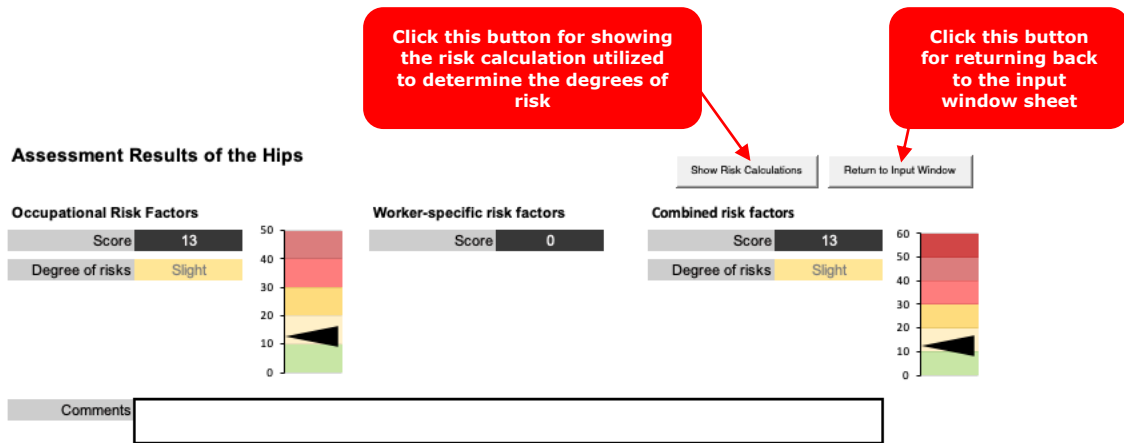 Click this button for showing
the risk calculation utilized
to determine the degrees of
risk
Click this button
for returning back
to the input
window sheet
Assessment Results of the Hips
Show Risk Calculations
Return to Input Window
Occupational Risk Factors
Score 13
Degree of risks Slight
50
40
30
20
10
0
Worker-specific risk factors
Score 0
Combined risk factors
Score 13
Degree of risks Slight
60
50
40
30
20
10
0
Comments